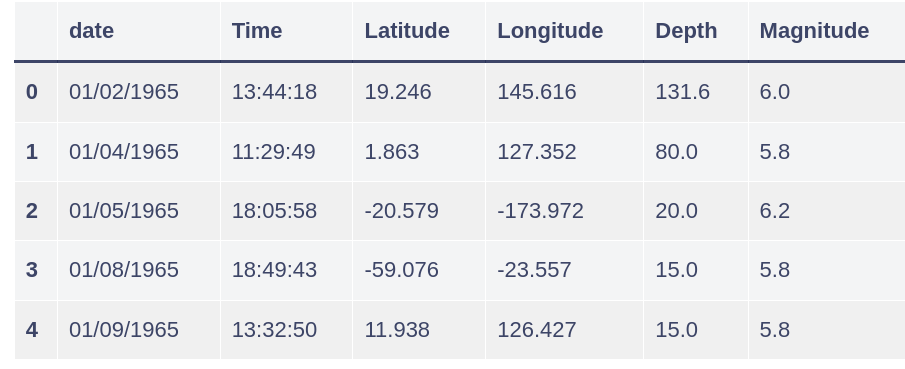 date Time Latitude Longitude Depth Magnitude
0 01/02/1965 13:44:18 19.246 145.616 131.6 6.0
1 01/04/1965 11:29:49 1.863 127.352 80.0 5.8
2 01/05/1965 18:05:58 -20.579 -173.972 20.0 6.2
3 01/08/1965 18:49:43 -59.076 -23.557 15.0 5.8
4 01/09/1965 13:32:50 11.938 126.427 15.0 5.8